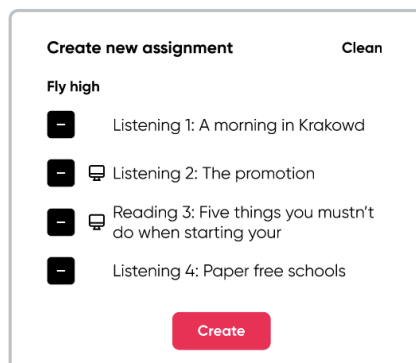 Create new assignment Clean
Fly high
Listening 1: A morning in Krakowd
Listening 2: The promotion
Reading 3: Five things you mustn't
do when starting your
Listening 4: Paper free schools
Create